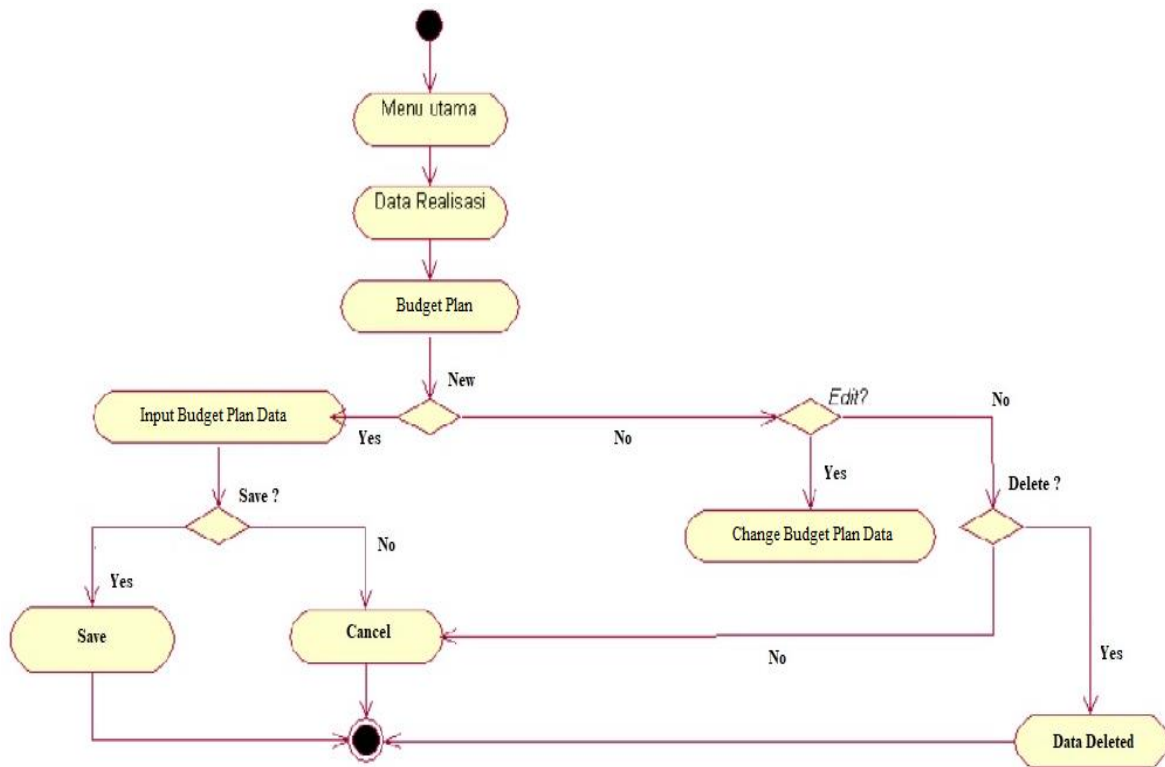 Menu utama
Data Realisasi
Budget Plan
New
Edit?
No
Input Budget Plan Data
Yes
No
Yes
Save ?
Delete ?
Change Budget Plan Data
No
Yes
Save
Cancel
No
Yes
Data Deleted